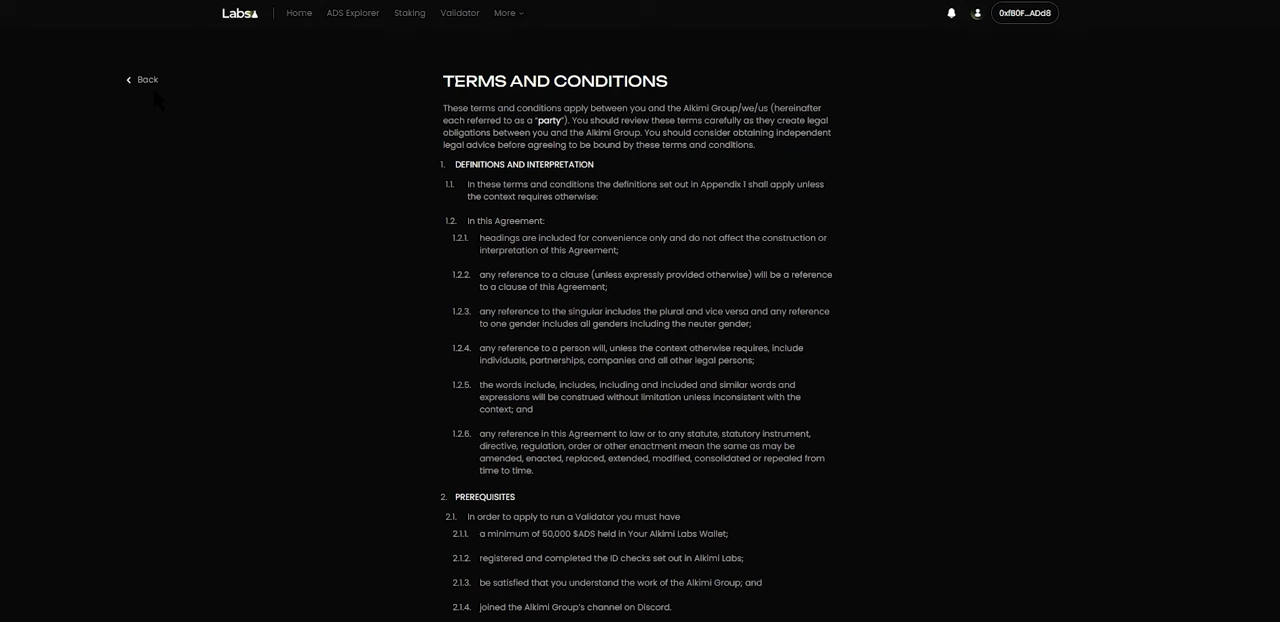 Labs Home ADS Explorer Staking Validator More 0xfB0F...ADd8
Back
TERMS AND CONDITIONS
These terms and conditions apply between you and the Alkimi Group/we/us (hereinafter
each referred to as a "party"). You should review these terms carefully as they create legal
obligations between you and the Alkimi Group. You should consider obtaining independent
legal advice before agreeing to be bound by these terms and conditions.
1. DEFINITIONS AND INTERPRETATION
1.1. In these terms and conditions the definitions set out in Appendix 1 shall apply unless
the context requires otherwise:
1.2. In this Agreement:
1.2.1. headings are included for convenience only and do not affect the construction or
interpretation of this Agreement;
1.2.2. any reference to a clause (unless expressly provided otherwise) will be a reference
to a clause of this Agreement;
1.2.3. any reference to the singular includes the plural and vice versa and any reference
to one gender includes all genders including the neuter gender;
1.2.4. any reference to a person will, unless the context otherwise requires, include
individuals, partnerships, companies and all other legal persons;
1.2.5. the words include, includes, including and included and similar words and
expressions will be construed without limitation unless inconsistent with the
context; and
1.2.6. any reference in this Agreement to law or to any statute, statutory instrument,
directive, regulation, order or other enactment mean the same as may be
amended, enacted, replaced, extended, modified, consolidated or repealed from
time to time.
2. PREREQUISITES
2.1. In order to apply to run a Validator you must have
2.1.1. a minimum of 50,000 $ADS held in Your Alkimi Labs Wallet;
2.1.2. registered and completed the ID checks set out in Alkimi Labs;
2.1.3. be satisfied that you understand the work of the Alkimi Group; and
2.1.4. joined the Alkimi Group's channel on Discord.